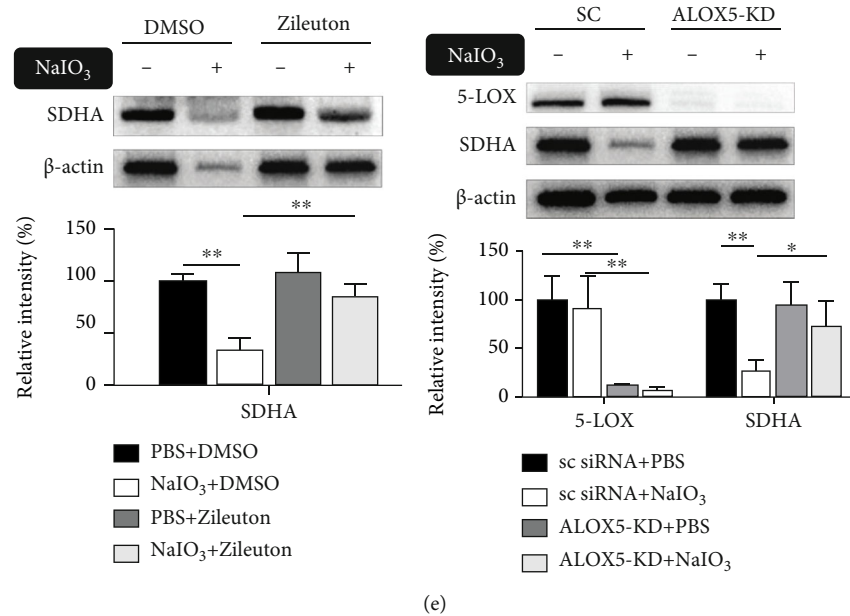 DMSO Zileuton
NaIO₃ – + – +
SDHA
β-actin
Relative intensity (%)
150
100
50
0
** **
SDHA
PBS+DMSO
NaIO₃+DMSO
PBS+Zileuton
NaIO₃+Zileuton
SC ALOX5-KD
NaIO₃ – + – +
5-LOX
SDHA
β-actin
Relative intensity (%)
150
100
50
0
** ** ** *
5-LOX SDHA
sc siRNA+PBS
sc siRNA+NaIO₃
ALOX5-KD+PBS
ALOX5-KD+NaIO₃
(e)